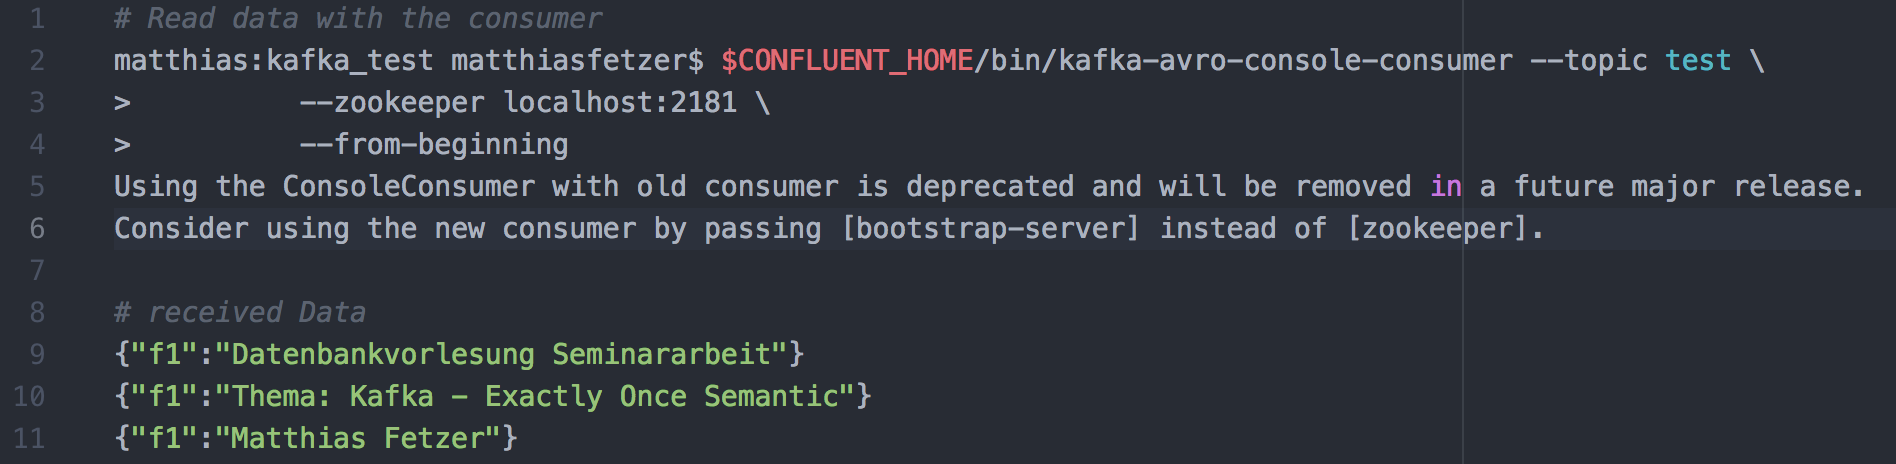 1 # Read data with the consumer
2 matthias:kafka_test matthiasfetzer$ $CONFLUENT_HOME/bin/kafka-avro-console-consumer --topic test \
3 > --zookeeper localhost:2181 \
4 > --from-beginning
5 Using the ConsoleConsumer with old consumer is deprecated and will be removed in a future major release.
6 Consider using the new consumer by passing [bootstrap-server] instead of [zookeeper].
7
8 # received Data
9 {"f1":"Datenbankvorlesung Seminararbeit"}
10 {"f1":"Thema: Kafka - Exactly Once Semantic"}
11 {"f1":"Matthias Fetzer"}